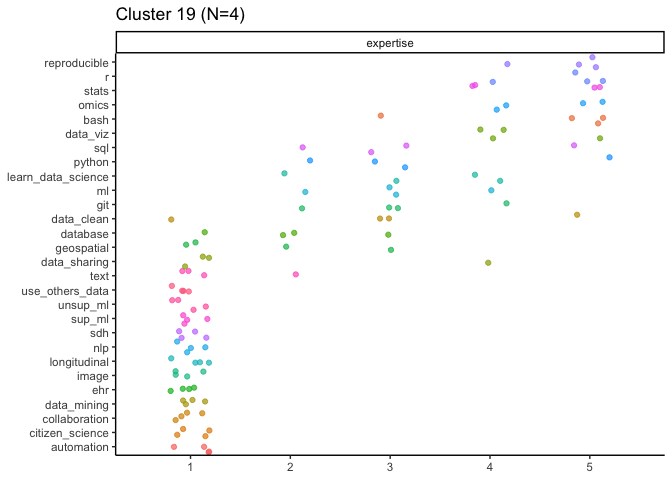 Cluster 19 (N=4)
expertise
reproducible
r
stats
omics
bash
data_viz
sql
python
learn_data_science
ml
git
data_clean
database
geospatial
data_sharing
text
use_others_data
unsup_ml
sup_ml
sdh
nlp
longitudinal
image
ehr
data_mining
collaboration
citizen_science
automation
1 2 3 4 5